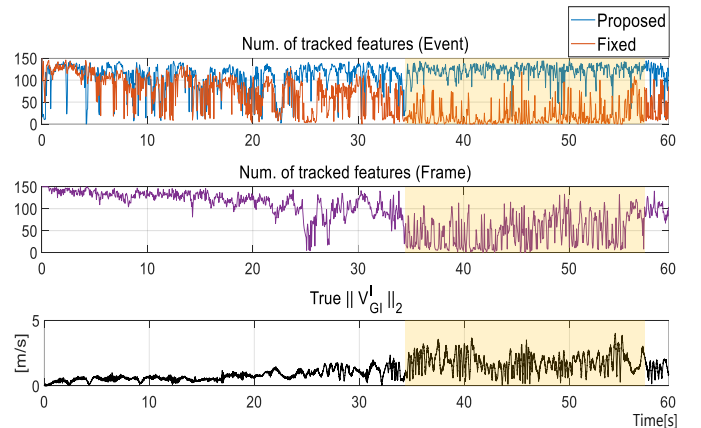 Proposed
Fixed
Num. of tracked features (Event)
150
100
50
0
0 10 20 30 40 50 60
Num. of tracked features (Frame)
150
100
50
0
0 10 20 30 40 50 60
True || V^I_GI ||_2
5
0
[m/s]
0 10 20 30 40 50 60
Time[s]